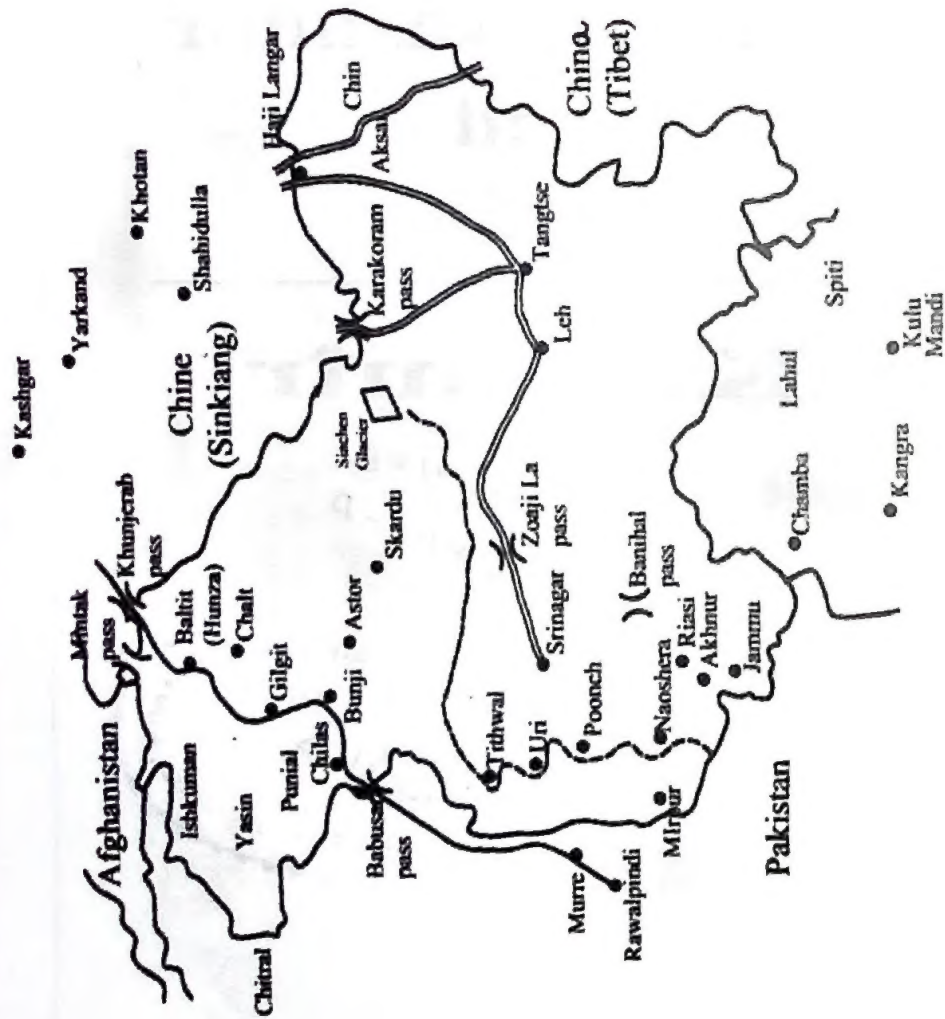 Kashgar
Yarkand
Khotan
Shahidulla
Chine
(Sinkiang)
Mintak
pass
Khunjerab
pass
Afghanistan
Baltit
(Hunza)
Chalt
Ishkuman
Gilgit
Yasin
Punial
Chilas
Bunji
Astor
Skardu
Chitral
Babusar
pass
Siachen
Glacier
Karakoram
pass
Haji Langar
Aksai
Chin
China
(Tibet)
Tangtse
Leh
Zoaji La
pass
Srinagar
Tithwal
Uri
Poonch
Naoshera
Murre
Rawalpindi
Mirpur
Pakistan
(Banihal
pass
Riasi
Akhnur
Jammu
Chamba
Lahul
Spiti
Kangra
Kulu
Mandi